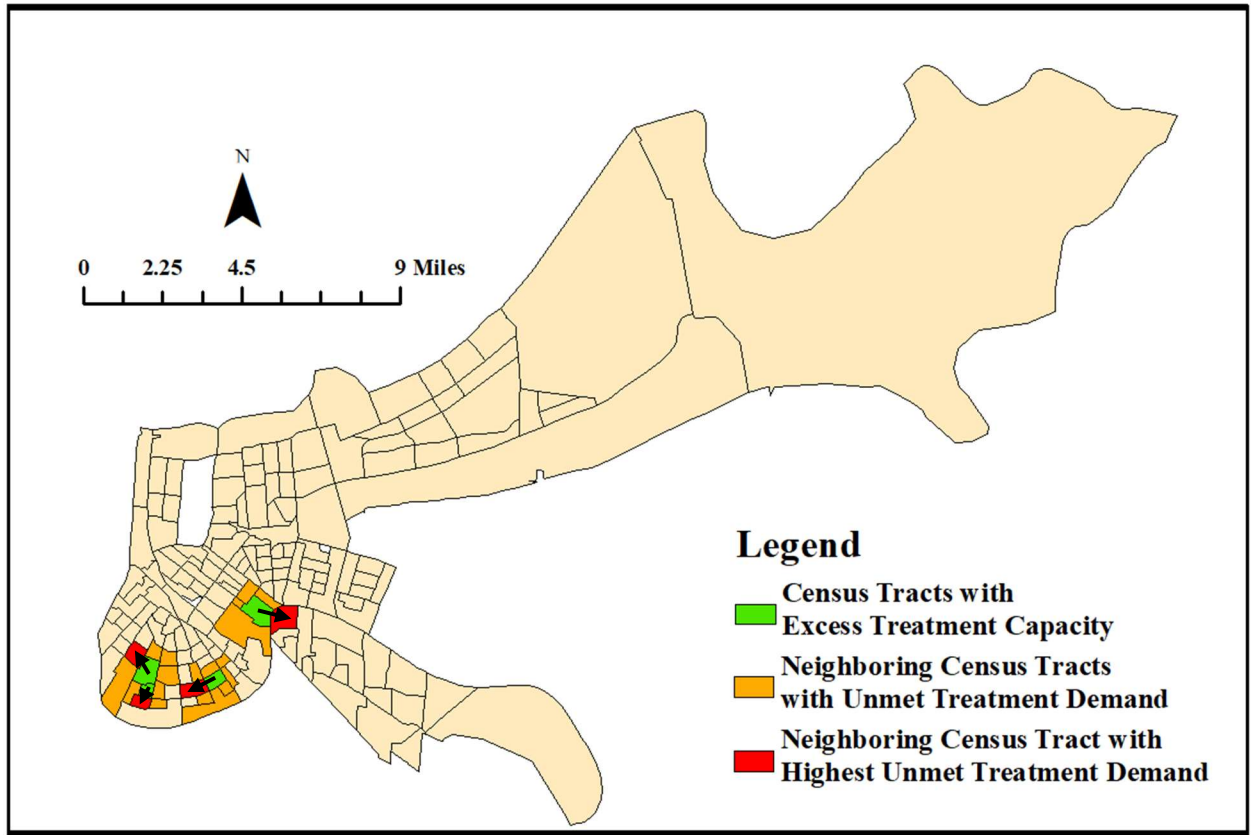 N
0 2.25 4.5 9 Miles
Legend
Census Tracts with
Excess Treatment Capacity
Neighboring Census Tracts
with Unmet Treatment Demand
Neighboring Census Tract with
Highest Unmet Treatment Demand